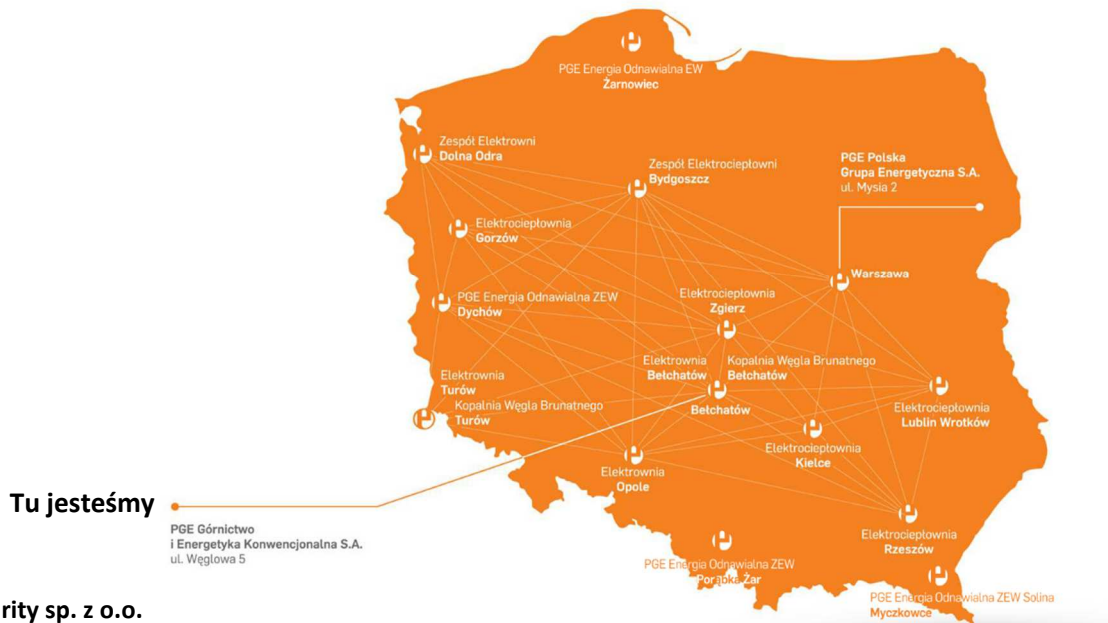 PGE Energia Odnawialna EW
Żarnowiec
Zespół Elektrowni
Dolna Odra
Zespół Elektrociepłowni
Bydgoszcz
PGE Polska
Grupa Energetyczna S.A.
ul. Mysia 2
Elektrociepłownia
Gorzów
Warszawa
PGE Energia Odnawialna ZEW
Dychów
Elektrociepłownia
Zgierz
Elektrownia
Bełchatów
Kopalnia Węgla Brunatnego
Bełchatów
Bełchatów
Elektrownia
Turów
Kopalnia Węgla Brunatnego
Turów
Elektrociepłownia
Lublin Wrotków
Elektrociepłownia
Kielce
Elektrownia
Opole
Tu jesteśmy
PGE Górnictwo
i Energetyka Konwencjonalna S.A.
ul. Węglowa 5
Elektrociepłownia
Rzeszów
PGE Energia Odnawialna ZEW
Porąbka Żar
PGE Energia Odnawialna ZEW Solina
Myczkowce
rity sp. z o.o.